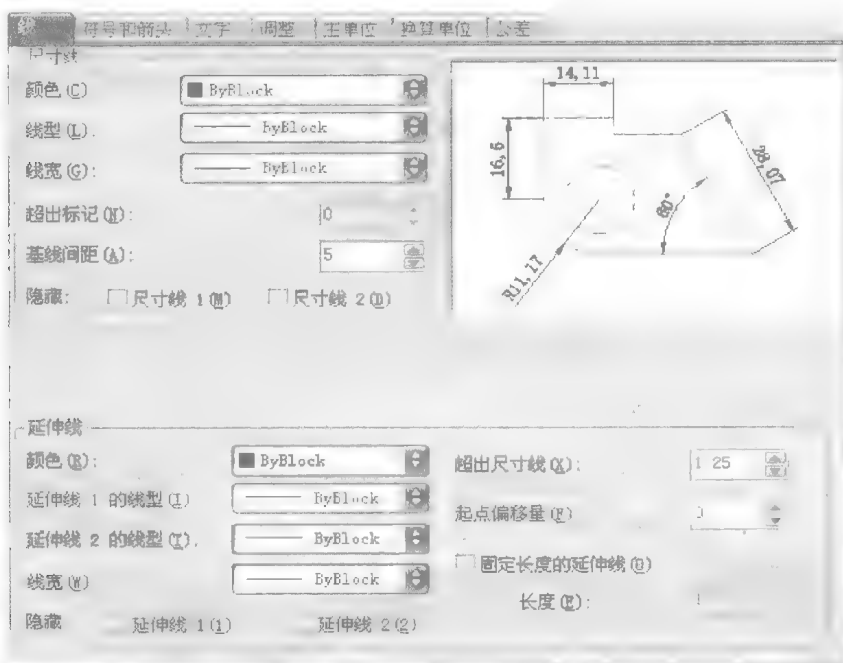 线 符号和箭头 文字 调整 主单位 换算单位 公差
尺寸线
颜色(C) ByBlock
线型(L). ByBlock
线宽(G): ByBlock
超出标记(N): 0
基线间距(A): 5
隐藏: 尺寸线 1(M) 尺寸线 2(D)
14,11
16,6
28,07
60°
R11,17
延伸线
颜色(R): ByBlock
延伸线 1 的线型(I) ByBlock
延伸线 2 的线型(T). ByBlock
线宽(W) ByBlock
隐藏 延伸线 1(1) 延伸线 2(2)
超出尺寸线(X): 1 25
起点偏移量(F)
固定长度的延伸线(O)
长度(E):